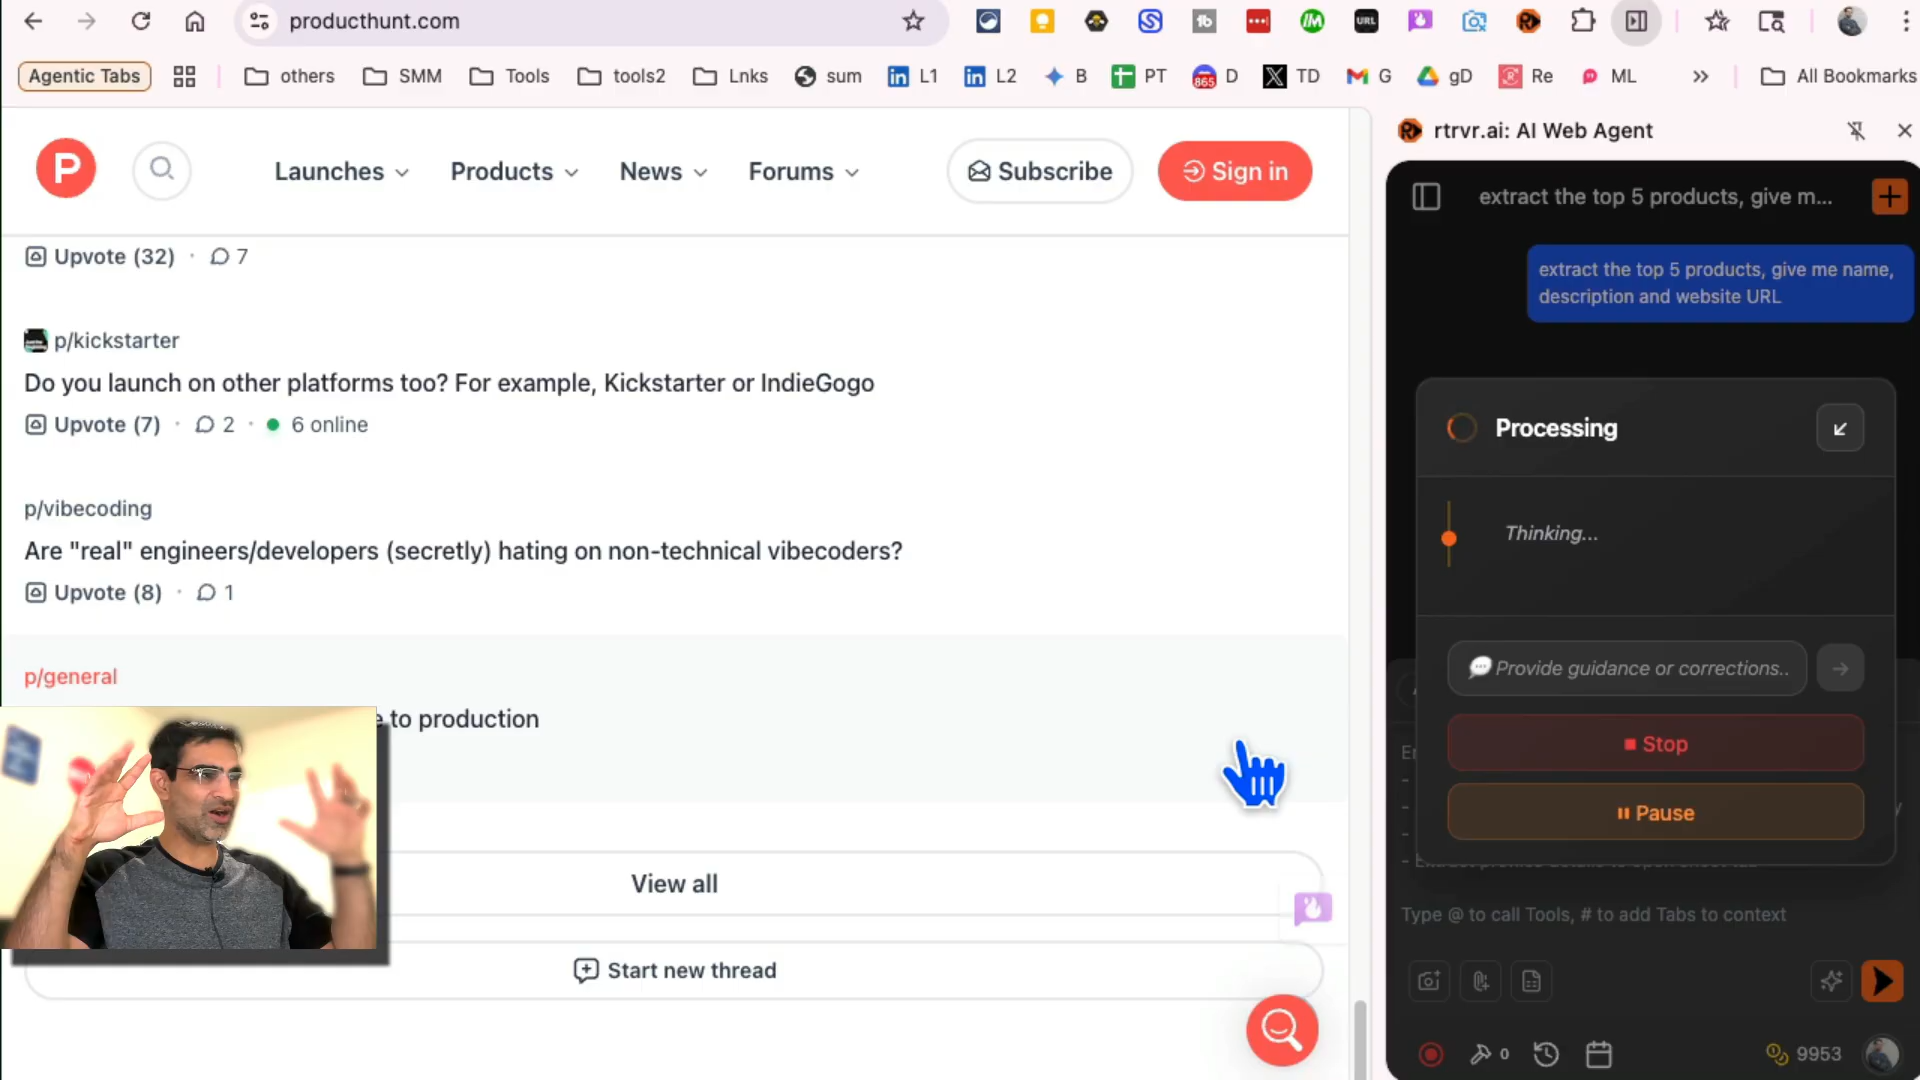 producthunt.com
Agentic Tabs
others
SMM
Tools
tools2
Lnks
sum
L1
L2
B
PT
D
TD
G
gD
Re
ML
All Bookmarks
Launches
Products
News
Forums
Subscribe
Sign in
Upvote (32) · 7
p/kickstarter
Do you launch on other platforms too? For example, Kickstarter or IndieGogo
Upvote (7) · 2 · 6 online
p/vibecoding
Are "real" engineers/developers (secretly) hating on non-technical vibecoders?
Upvote (8) · 1
p/general
to production
View all
Start new thread
rtrvr.ai: AI Web Agent
extract the top 5 products, give m...
extract the top 5 products, give me name,
description and website URL
Processing
Thinking...
Provide guidance or corrections..
Stop
Pause
Type @ to call Tools, # to add Tabs to context
0
9953